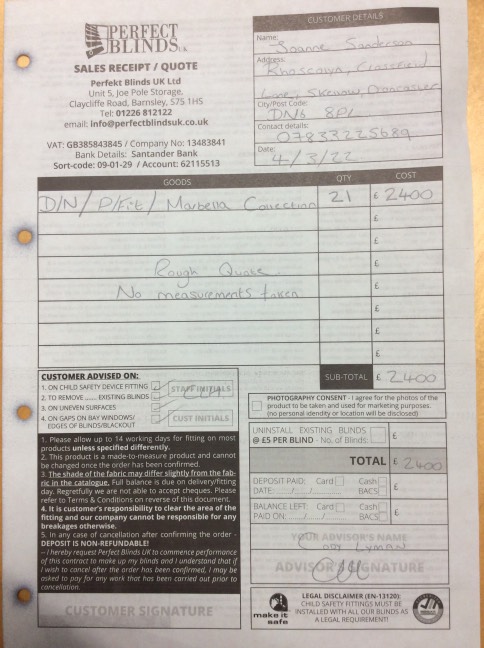 PERFECT
BLINDS UK
SALES RECEIPT / QUOTE
Perfekt Blinds UK Ltd
Unit 5, Joe Pole Storage,
Claycliffe Road, Barnsley, S75 1HS
Tel: 01226 812122
email: info@perfectblindsuk.co.uk
VAT: GB385843845 / Company No: 13483841
Bank Details: Santander Bank
Sort-code: 09-01-29 / Account: 62115513
CUSTOMER DETAILS
Name: Joanne Sanderson
Address:
Lane, Doncaster
City/Post Code: DN6 8PL
Contact details: 07833225689
Date: 4/3/22
GOODS QTY COST
D/N / P/Fit / Marbella Collection 21 £ 2400
£
£
Rough Quote £
No measurements taken £
£
£
£
SUB-TOTAL £ 2400
CUSTOMER ADVISED ON:
1. ON CHILD SAFETY DEVICE FITTING
2. TO REMOVE ...... EXISTING BLINDS
3. ON UNEVEN SURFACES
4. ON GAPS ON BAY WINDOWS/
EDGES OF BLINDS/BLACKOUT
STAFF INITIALS
CUST INITIALS
1. Please allow up to 14 working days for fitting on most
products unless specified differently.
2. This product is a made-to-measure product and cannot
be changed once the order has been confirmed.
3. The shade of the fabric may differ slightly from the fab-
ric in the catalogue. Full balance is due on delivery/fitting
day. Regretfully we are not able to accept cheques. Please
refer to Terms & Conditions on reverse of this document.
4. It is customer's responsibility to clear the area of the
fitting and our company cannot be responsible for any
breakages otherwise.
5. In any case of cancellation after confirming the order -
DEPOSIT IS NON-REFUNDABLE!
- I hereby request Perfect Blinds UK to commence performance
of this contract to make up my blinds and I understand that if
I wish to cancel after the order has been confirmed, I may be
asked to pay for any work that has been carried out prior to
cancellation.
CUSTOMER SIGNATURE
PHOTOGRAPHY CONSENT - I agree for the photos of the
product to be taken and used for marketing purposes.
(no personal identity or location will be disclosed)
UNINSTALL EXISTING BLINDS
@ £5 PER BLIND - No. of Blinds: £
TOTAL £ 2400
DEPOSIT PAID: Card Cash
DATE: ...../...../..... BACS £
BALANCE LEFT: Card Cash
PAID ON: ...../...../..... BACS £
YOUR ADVISOR'S NAME
Lyman
ADVISOR SIGNATURE
make it
safe
LEGAL DISCLAIMER (EN-13120):
CHILD SAFETY FITTINGS MUST BE
INSTALLED WITH ALL OUR BLINDS AS
A LEGAL REQUIREMENT!